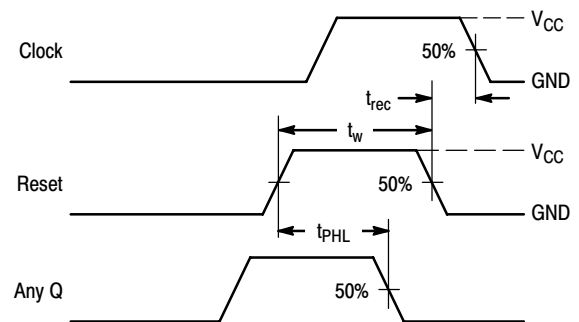 V_CC
Clock
50%
GND
t_rec
t_w
V_CC
Reset
50%
GND
t_PHL
Any Q
50%